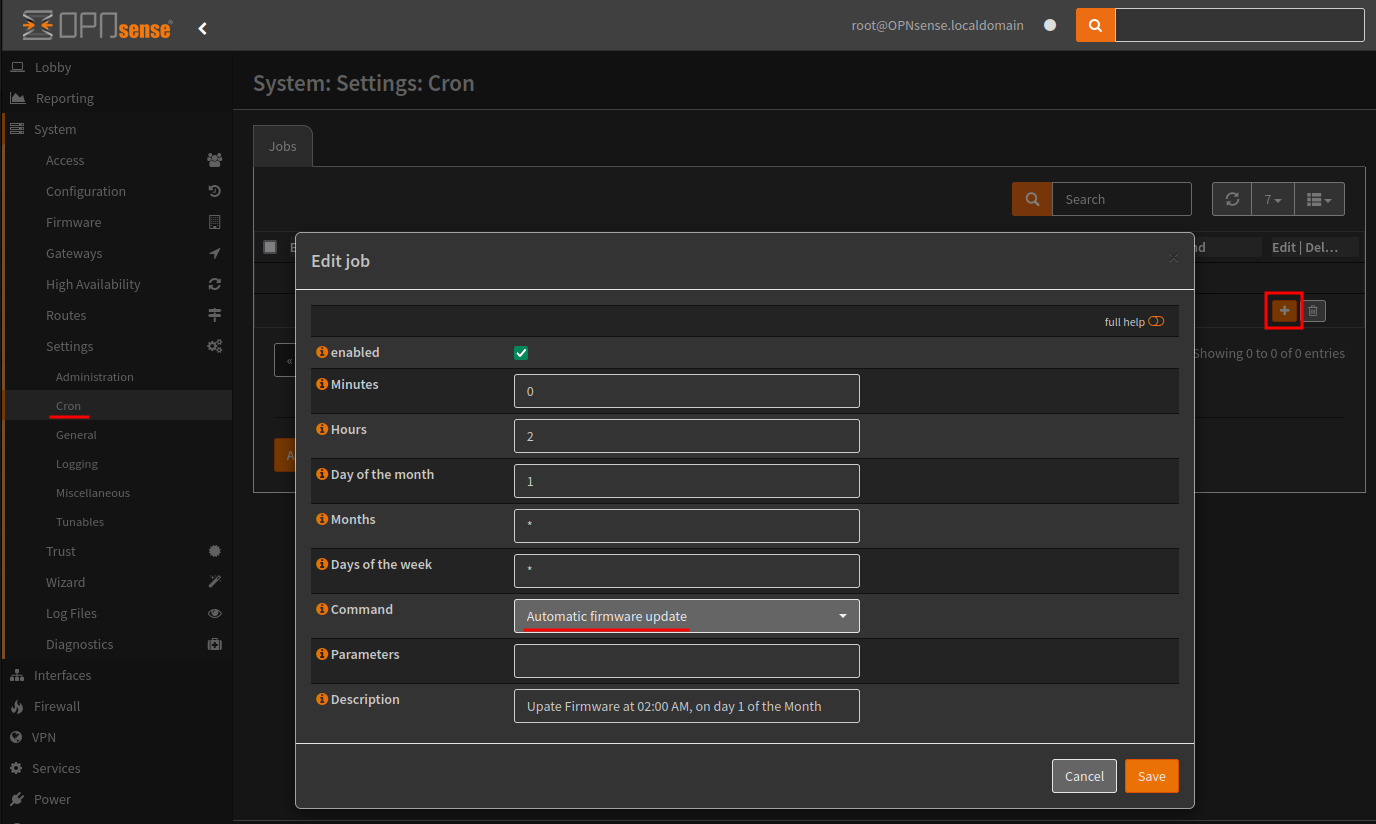 OPNsense
root@OPNsense.localdomain
Lobby
Reporting
System
Access
Configuration
Firmware
Gateways
High Availability
Routes
Settings
Administration
Cron
General
Logging
Miscellaneous
Tunables
Trust
Wizard
Log Files
Diagnostics
Interfaces
Firewall
VPN
Services
Power
System: Settings: Cron
Jobs
Search
7
Edit | Del...
Showing 0 to 0 of 0 entries
«
Edit job
×
full help
enabled
Minutes 0
Hours 2
Day of the month 1
Months *
Days of the week *
Command Automatic firmware update
Parameters
Description Upate Firmware at 02:00 AM, on day 1 of the Month
Cancel Save